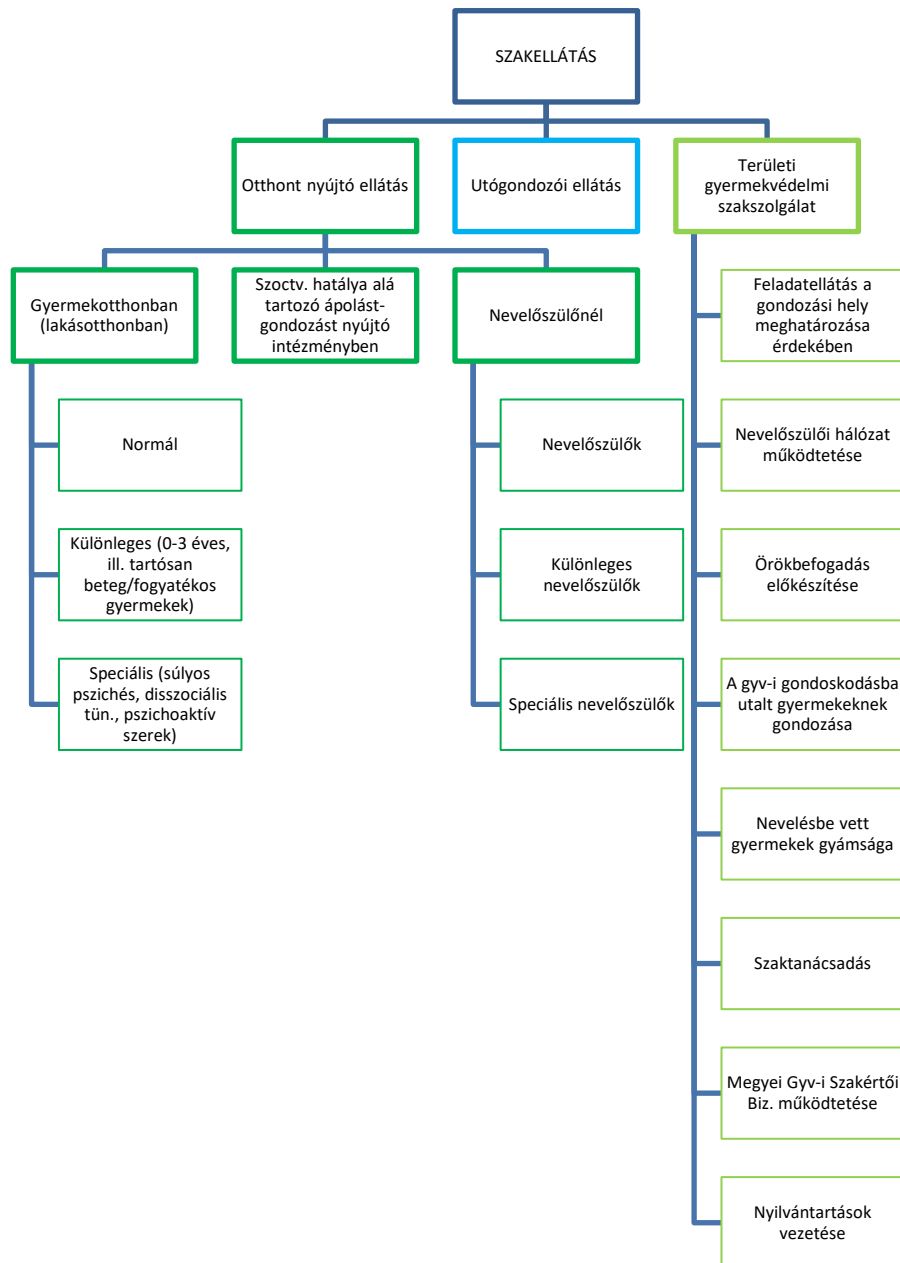 SZAKELLÁTÁS
Otthont nyújtó ellátás
Utógondozói ellátás
Területi
gyermekvédelmi
szakszolgálat
Gyermekotthonban
(lakásotthonban)
Szoctv. hatálya alá
tartozó ápolást-
gondozást nyújtó
intézményben
Nevelőszülőnél
Normál
Különleges (0-3 éves,
ill. tartósan
beteg/fogyatékos
gyermekek)
Speciális (súlyos
pszichés, disszociális
tün., pszichoaktív
szerek)
Nevelőszülők
Különleges
nevelőszülők
Speciális nevelőszülők
Feladatellátás a
gondozási hely
meghatározása
érdekében
Nevelőszülői hálózat
működtetése
Örökbefogadás
előkészítése
A gyv-i gondoskodásba
utalt gyermekeknek
gondozása
Nevelésbe vett
gyermekek gyámsága
Szaktanácsadás
Megyei Gyv-i Szakértői
Biz. működtetése
Nyilvántartások
vezetése